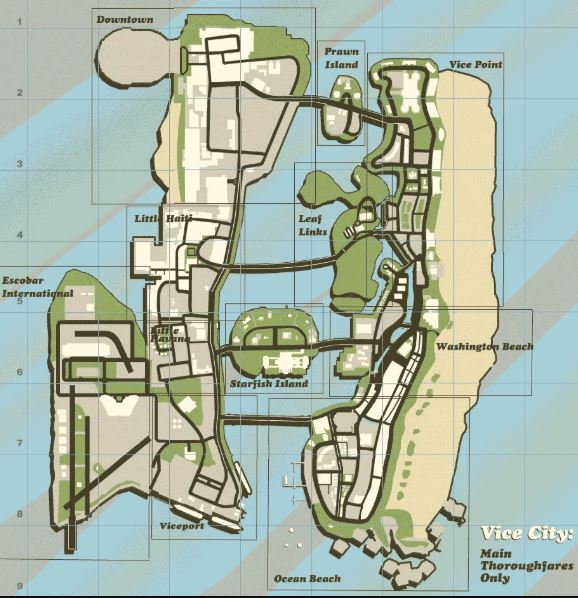 1
Downtown
Prawn
Island
Vice Point
2
3
Little Haiti
Leaf
Links
4
Escobar
International
5
Little
Havana
Washington Beach
6
Starfish Island
7
8
Viceport
Vice City:
Main
Thoroughfares
Only
Ocean Beach
9